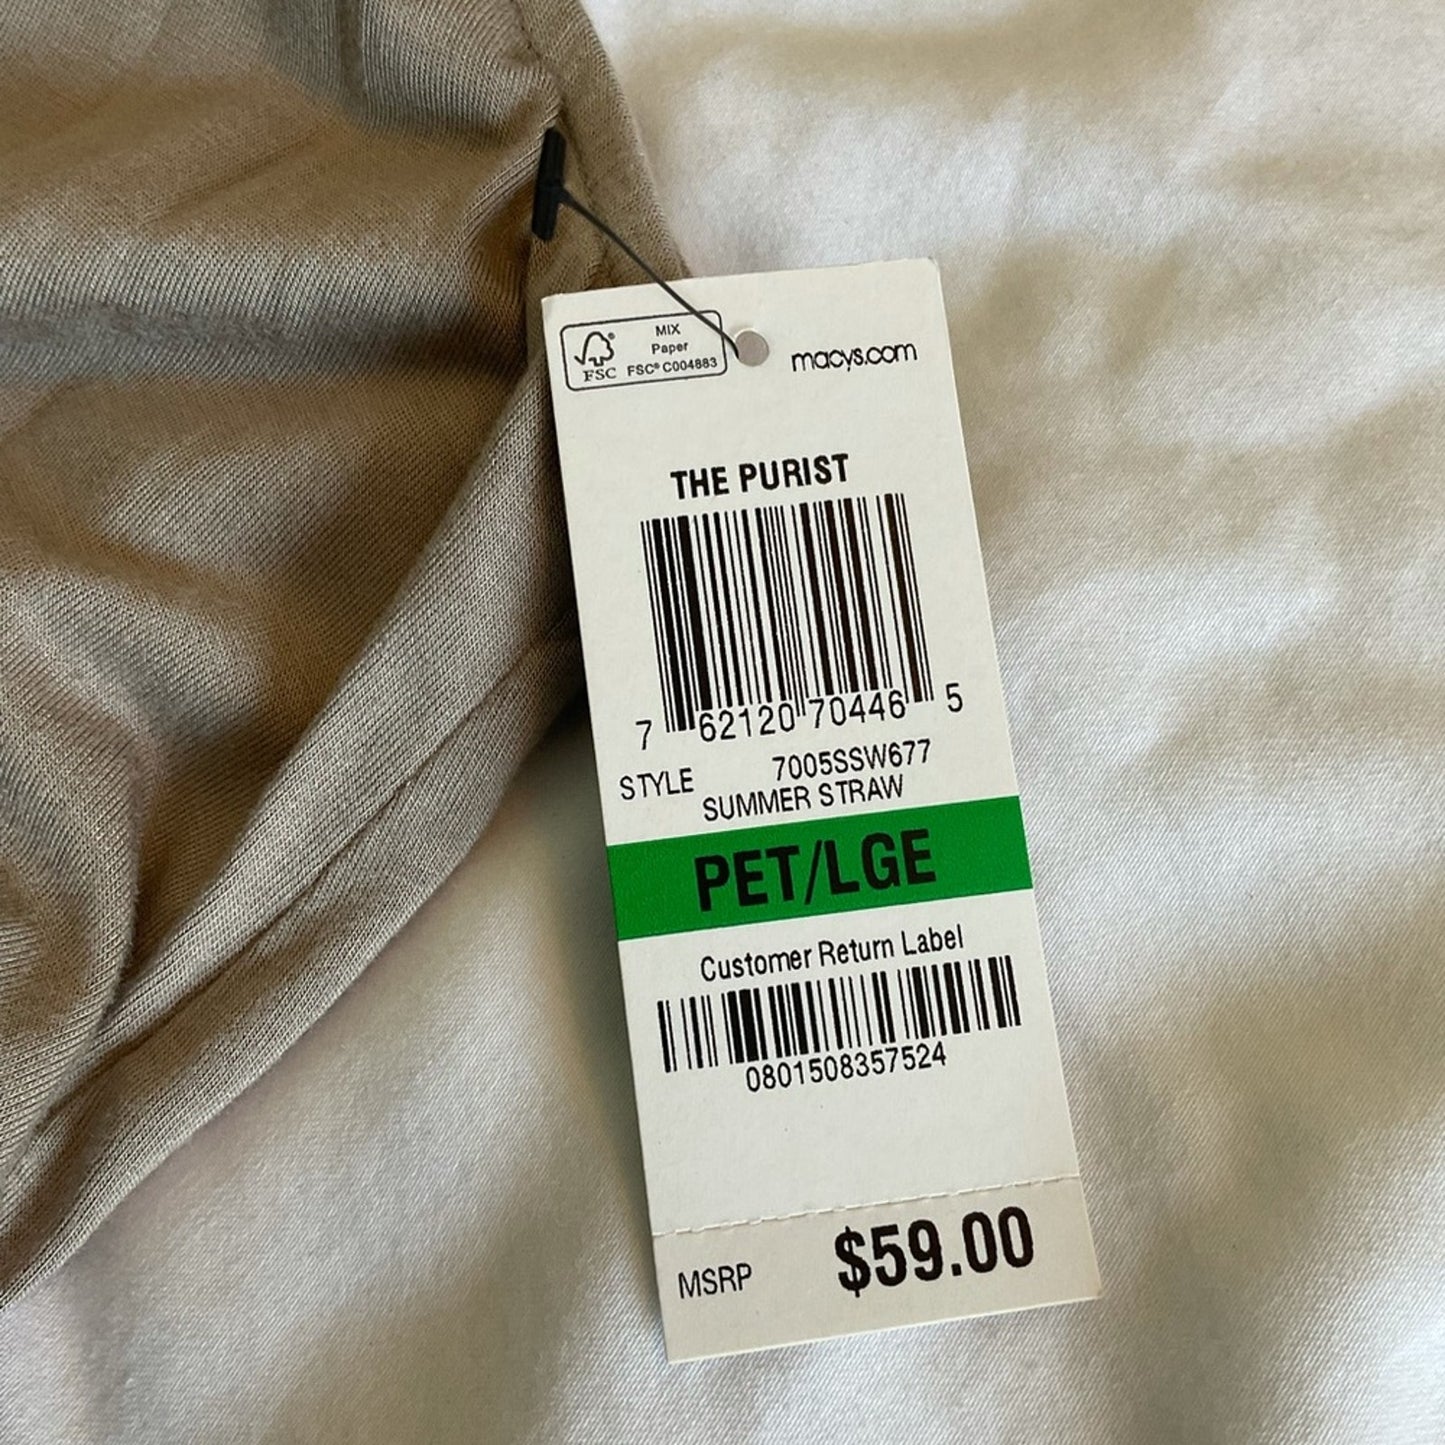 MIX
Paper
FSC® C004883
FSC
macys.com
THE PURIST
7 62120 70446 5
STYLE 7005SSW677
SUMMER STRAW
PET/LGE
Customer Return Label
0801508357524
MSRP $59.00